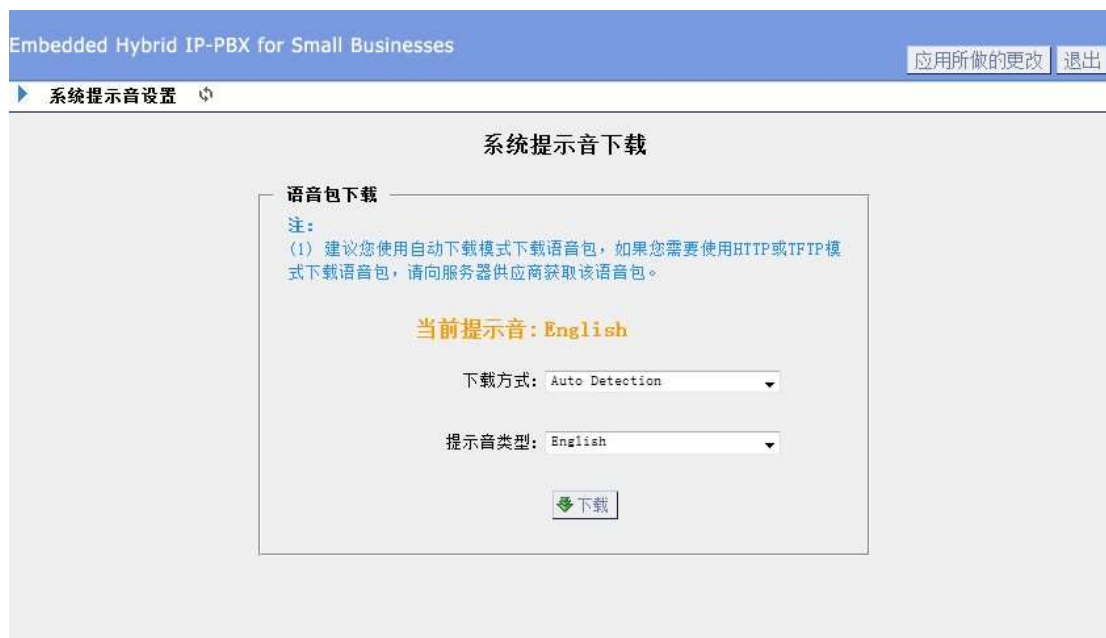 Embedded Hybrid IP-PBX for Small Businesses
应用所做的更改 退出
系统提示音设置
系统提示音下载
语音包下载
注:
(1) 建议您使用自动下载模式下载语音包,如果您需要使用HTTP或TFTP模
式下载语音包,请向服务器供应商获取该语音包。
当前提示音:English
下载方式: Auto Detection
提示音类型: English
下载